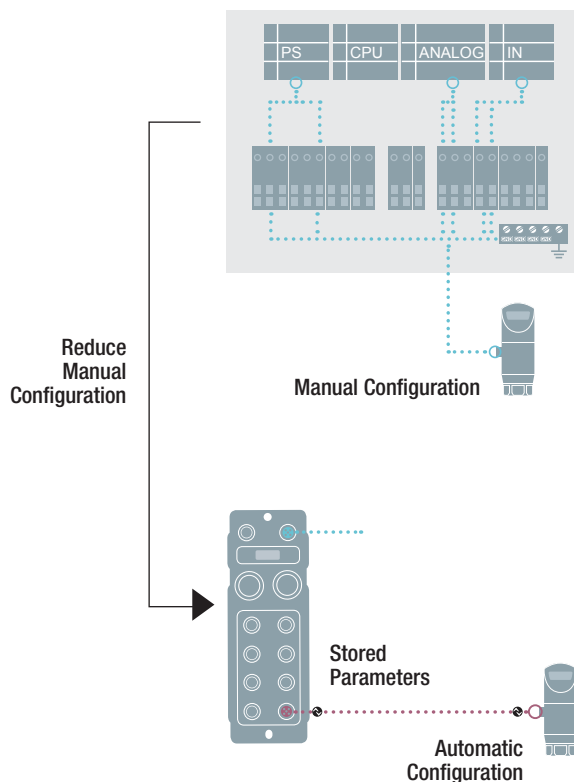 PS CPU ANALOG IN
Reduce
Manual
Configuration
Manual Configuration
Stored
Parameters
Automatic
Configuration